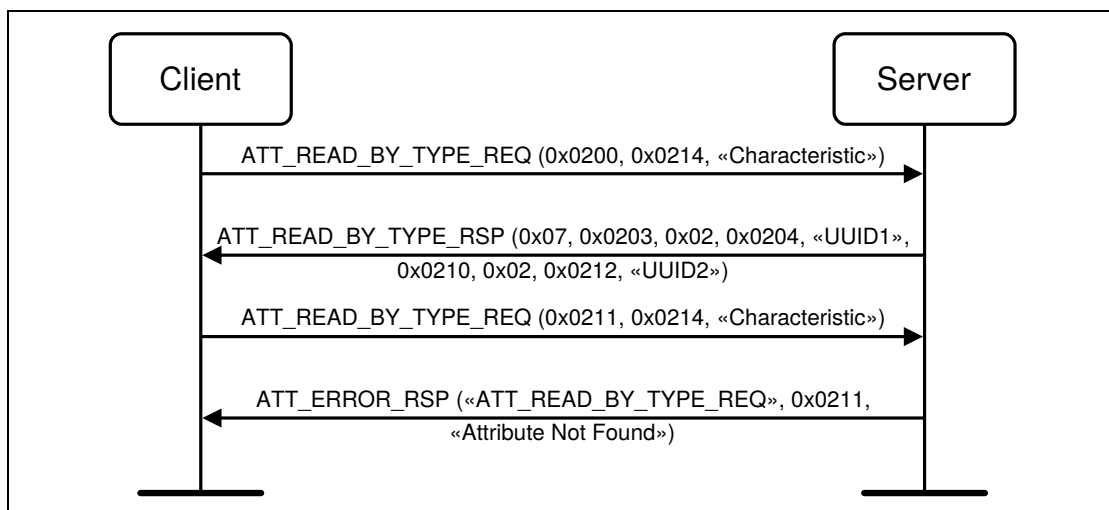 Client
Server
ATT_READ_BY_TYPE_REQ (0x0200, 0x0214, «Characteristic»)
ATT_READ_BY_TYPE_RSP (0x07, 0x0203, 0x02, 0x0204, «UUID1»,
0x0210, 0x02, 0x0212, «UUID2»)
ATT_READ_BY_TYPE_REQ (0x0211, 0x0214, «Characteristic»)
ATT_ERROR_RSP («ATT_READ_BY_TYPE_REQ», 0x0211,
«Attribute Not Found»)